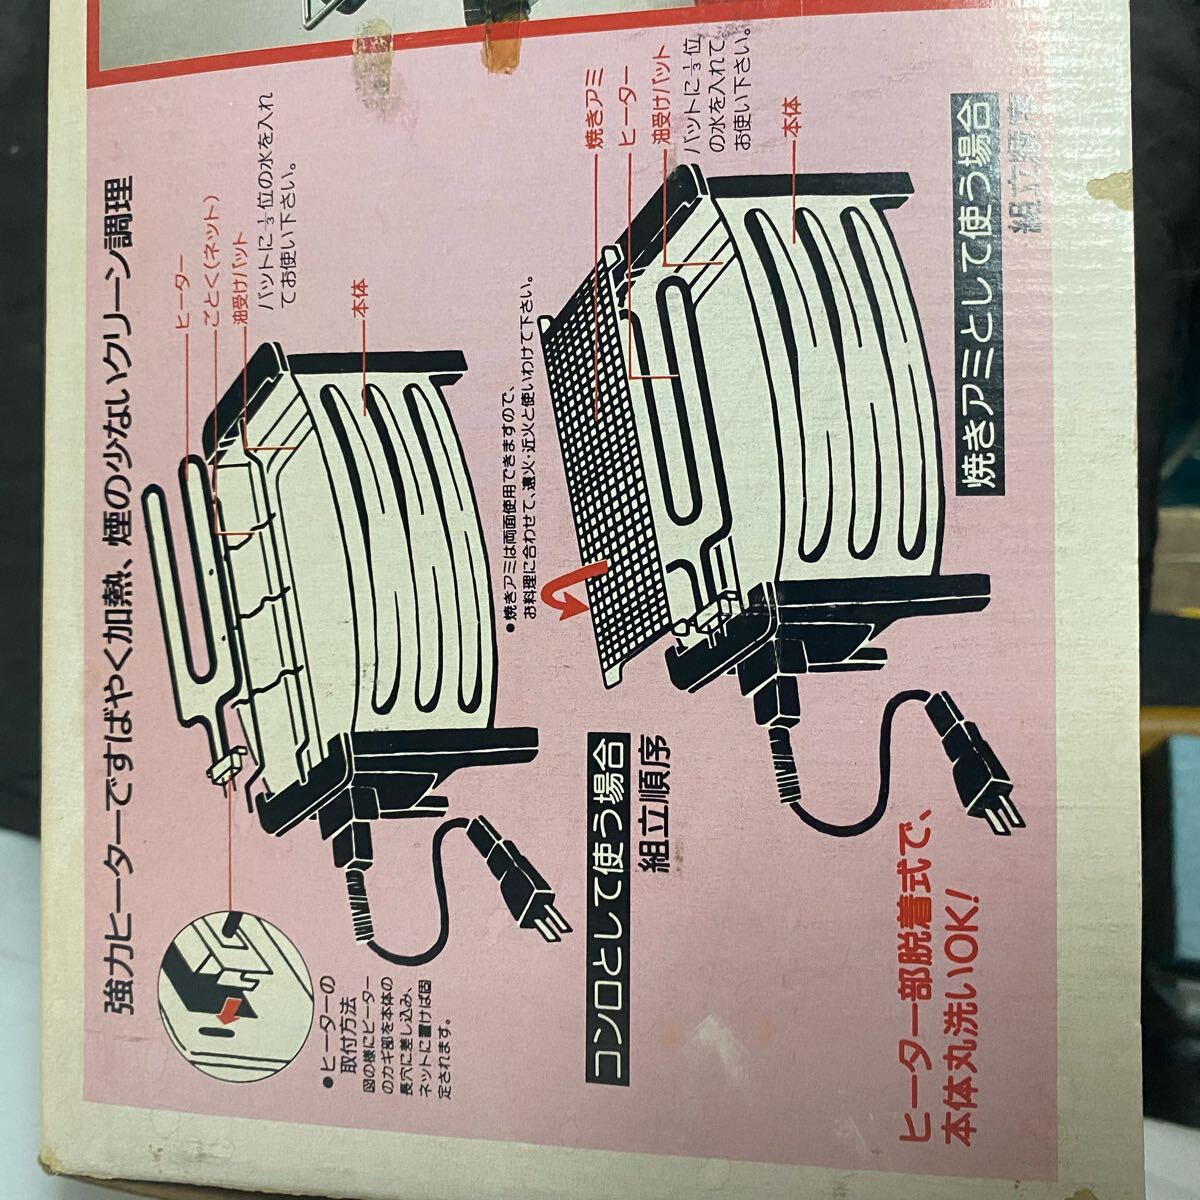 強力ヒーターですばやく加熱、煙の少ないクリーン調理
ヒーター
ごとく(ネット)
油受けバット
バットに1/3位の水を入れ
てお使い下さい。
本体
●ヒーターの
取付方法
図の様にヒーター
のカギ部を本体の
長穴に差し込み、
ネットに置けば固
定されます。
コンロとして使う場合
組立順序
●焼きアミは両面使用できますので、
お料理に合わせて、遠火・近火と使いわけて下さい。
焼きアミ
ヒーター
油受けバット
バットに1/3位
の水を入れて
お使い下さい。
本体
焼きアミとして使う場合
組立順序
ヒーター部脱着式で、
本体丸洗いOK!